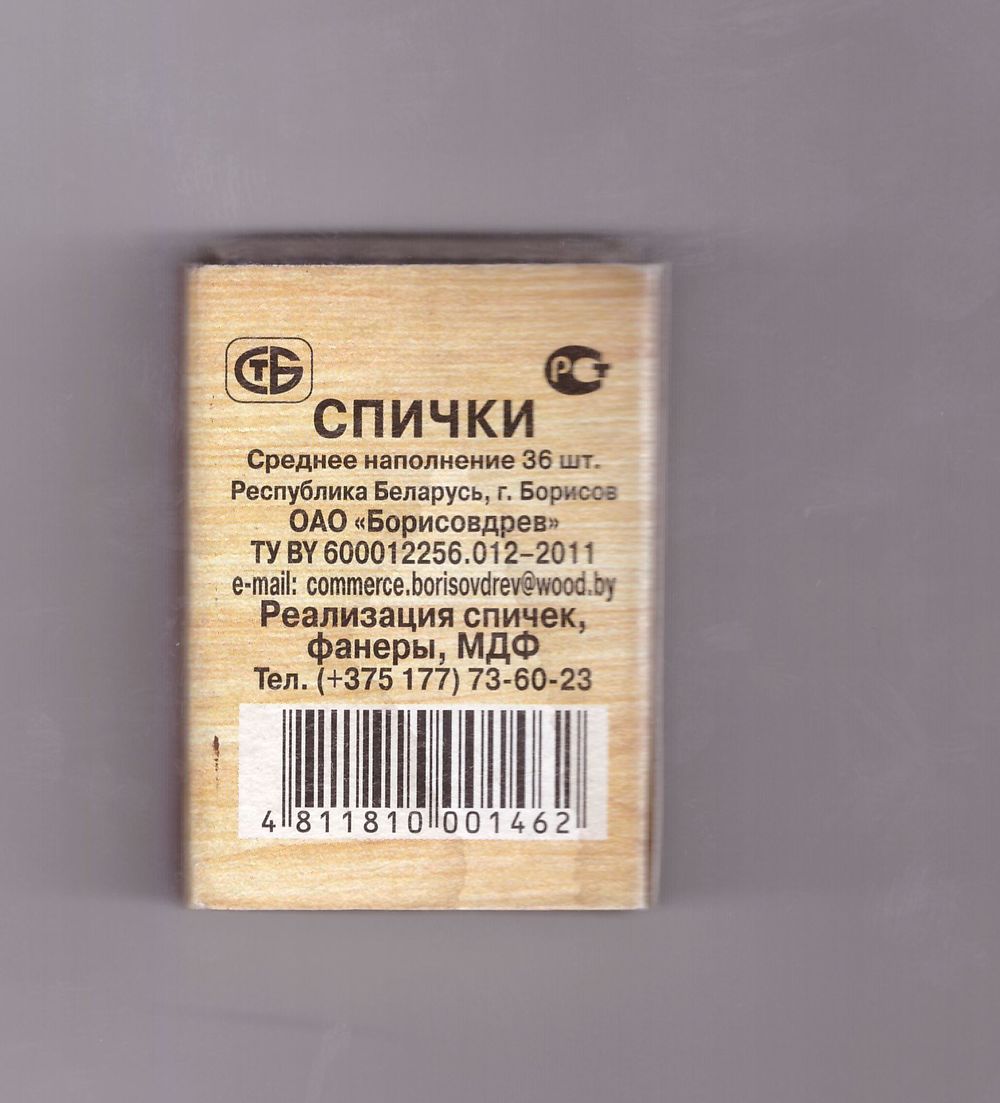 СТБ РСТ
СПИЧКИ
Среднее наполнение 36 шт.
Республика Беларусь, г. Борисов
ОАО «Борисовдрев»
ТУ BY 600012256.012–2011
e-mail: commerce.borisovdrev@wood.by
Реализация спичек,
фанеры, МДФ
Тел. (+375 177) 73-60-23
4 811810 001462